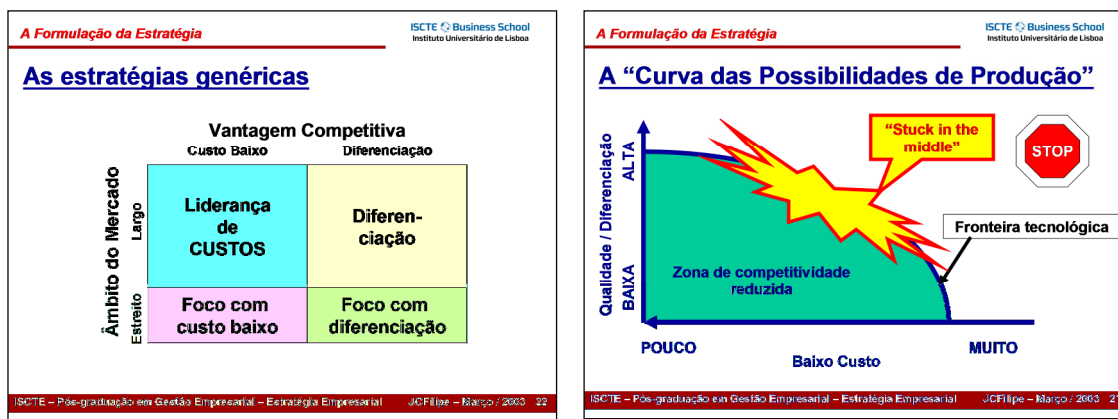 A Formulação da Estratégia
ISCTE Business School
Instituto Universitário de Lisboa
As estratégias genéricas
Vantagem Competitiva
Custo Baixo Diferenciação
Âmbito do Mercado
Largo
Estreito
Liderança
de
CUSTOS
Diferen-
ciação
Foco com
custo baixo
Foco com
diferenciação
ISCTE – Pós-graduação em Gestão Empresarial – Estratégia Empresarial JCFilipe – Março / 2003 22
A Formulação da Estratégia
ISCTE Business School
Instituto Universitário de Lisboa
A “Curva das Possibilidades de Produção”
Qualidade / Diferenciação
ALTA
BAIXA
“Stuck in the
middle”
STOP
Fronteira tecnológica
Zona de competitividade
reduzida
POUCO
MUITO
Baixo Custo
ISCTE – Pós-graduação em Gestão Empresarial – Estratégia Empresarial JCFilipe – Março / 2003